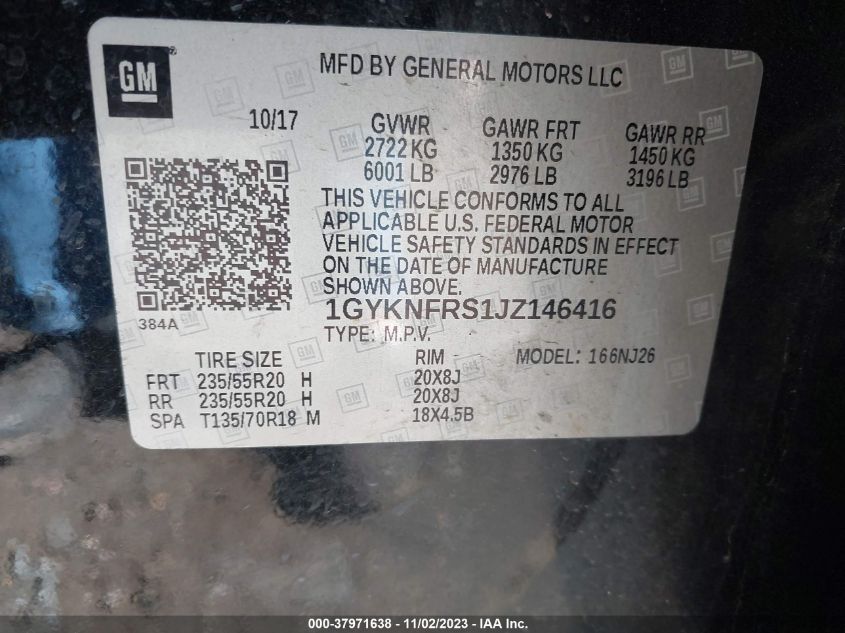 GM
MFD BY GENERAL MOTORS LLC
10/17 GVWR GAWR FRT GAWR RR
2722 KG 1350 KG 1450 KG
6001 LB 2976 LB 3196 LB
THIS VEHICLE CONFORMS TO ALL
APPLICABLE U.S. FEDERAL MOTOR
VEHICLE SAFETY STANDARDS IN EFFECT
ON THE DATE OF MANUFACTURE
SHOWN ABOVE.
384A
1GYKNFRS1JZ146416
TYPE: M.P.V.
TIRE SIZE RIM MODEL: 166NJ26
FRT 235/55R20 H 20X8J
RR 235/55R20 H 20X8J
SPA T135/70R18 M 18X4.5B
000-37971638 - 11/02/2023 - IAA Inc.